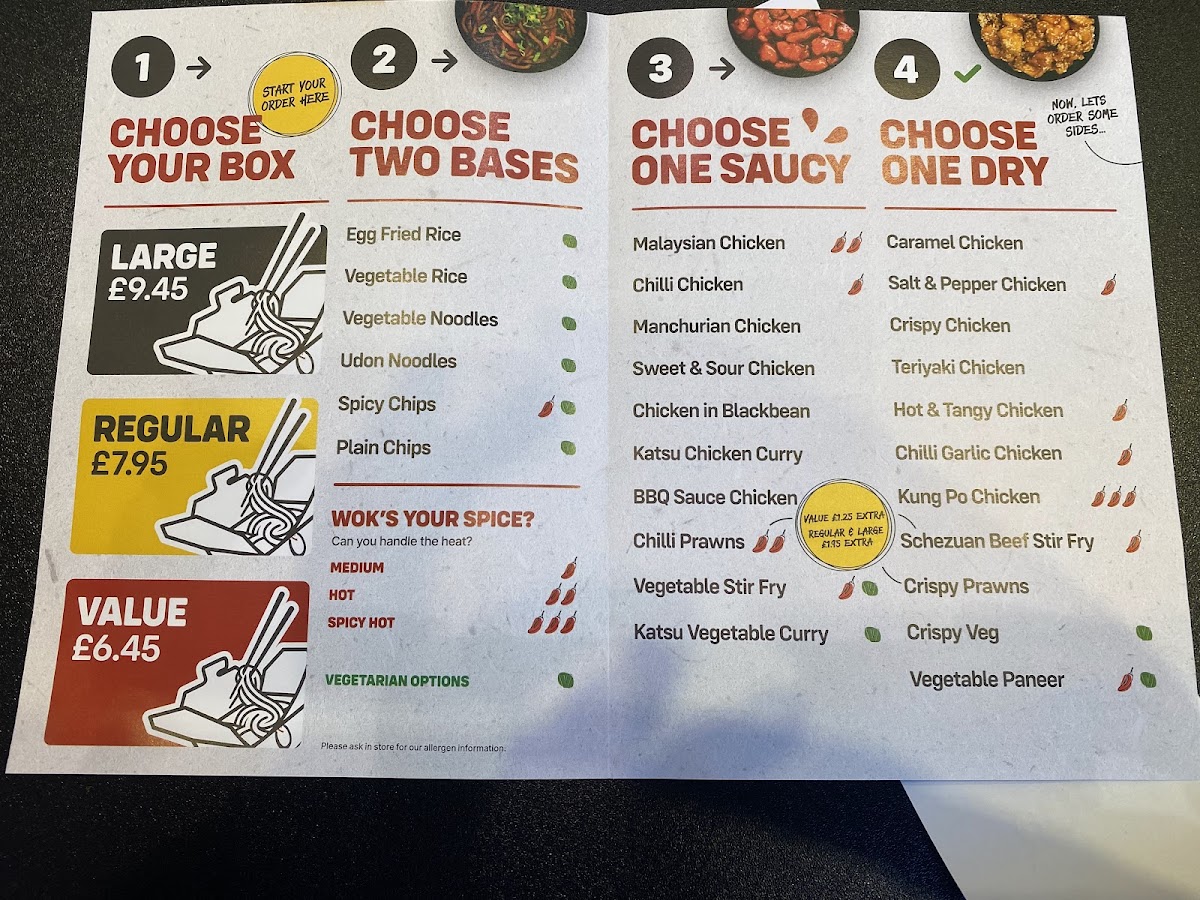 1
START YOUR
ORDER HERE
CHOOSE
YOUR BOX
LARGE
£9.45
REGULAR
£7.95
VALUE
£6.45
2
CHOOSE
TWO BASES
Egg Fried Rice
Vegetable Rice
Vegetable Noodles
Udon Noodles
Spicy Chips
Plain Chips
WOK'S YOUR SPICE?
Can you handle the heat?
MEDIUM
HOT
SPICY HOT
VEGETARIAN OPTIONS
Please ask in store for our allergen information.
3
CHOOSE
ONE SAUCY
Malaysian Chicken
Chilli Chicken
Manchurian Chicken
Sweet & Sour Chicken
Chicken in Blackbean
Katsu Chicken Curry
BBQ Sauce Chicken
Chilli Prawns
Vegetable Stir Fry
Katsu Vegetable Curry
VALUE £1.25 EXTRA
REGULAR & LARGE
£1.95 EXTRA
4
NOW, LETS
ORDER SOME
SIDES...
CHOOSE
ONE DRY
Caramel Chicken
Salt & Pepper Chicken
Crispy Chicken
Teriyaki Chicken
Hot & Tangy Chicken
Chilli Garlic Chicken
Kung Po Chicken
Schezuan Beef Stir Fry
Crispy Prawns
Crispy Veg
Vegetable Paneer